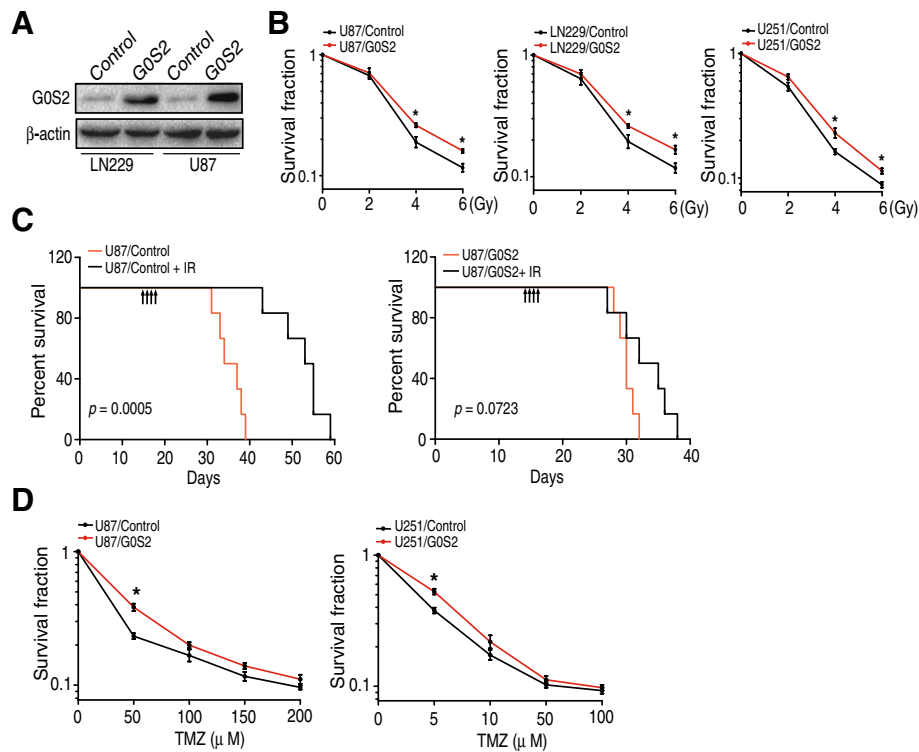 A
Control
G0S2
Control
G0S2
G0S2
β-actin
LN229
U87
B
U87/Control
U87/G0S2
Survival fraction
1
0.1
*
*
0
2
4
6
(Gy)
LN229/Control
LN229/G0S2
Survival fraction
1
0.1
*
*
0
2
4
6
(Gy)
U251/Control
U251/G0S2
Survival fraction
1
0.1
*
*
0
2
4
6
(Gy)
C
U87/Control
U87/Control + IR
Percent survival
120
80
40
0
p = 0.0005
0 10 20 30 40 50 60
Days
U87/G0S2
U87/G0S2+ IR
Percent survival
120
80
40
0
p = 0.0723
0 10 20 30 40
Days
D
U87/Control
U87/G0S2
Survival fraction
1
0.1
*
0 50 100 150 200
TMZ (μ M)
U251/Control
U251/G0S2
Survival fraction
1
0.1
*
0 5 10 50 100
TMZ (μ M)